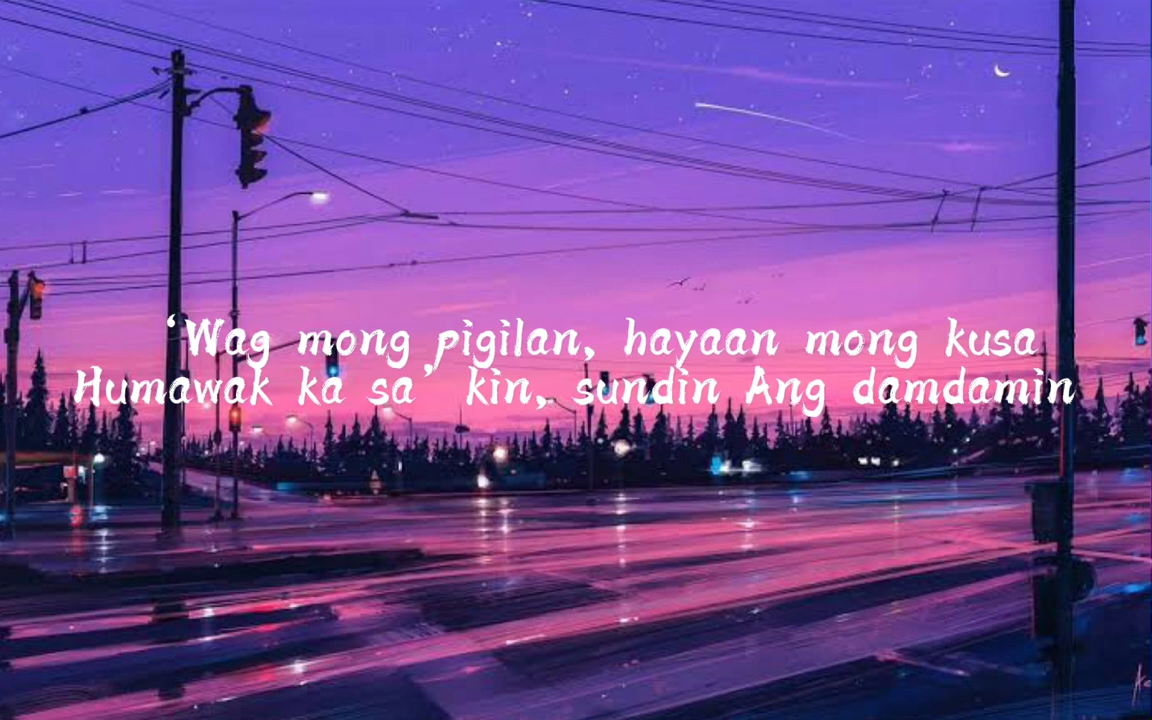 ‘Wag mong pigilan, hayaan mong kusa
Humawak ka sa’ kin, sundin Ang damdamin